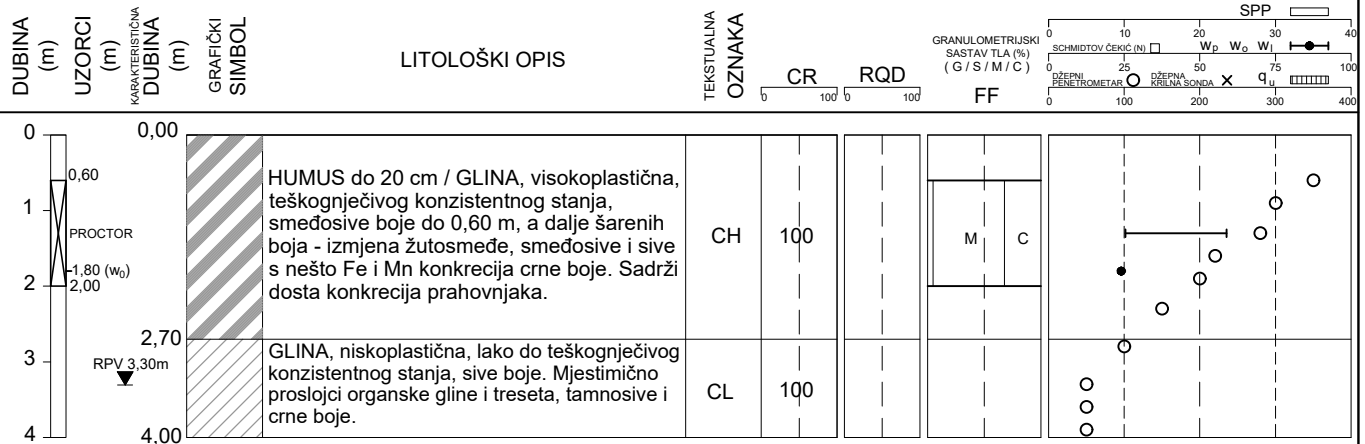 DUBINA
(m)
UZORCI
(m)
KARAKTERISTIČNA
DUBINA
(m)
GRAFIČKI
SIMBOL
LITOLOŠKI OPIS
TEKSTUALNA
OZNAKA
CR
0 100
RQD
0 100
GRANULOMETRIJSKI
SASTAV TLA (%)
( G / S / M / C )
FF
SPP
0 10 20 30 40
SCHMIDTOV ČEKIĆ (N)
Wp Wo Wl
0 25 50 75 100
DŽEPNI
PENETROMETAR
DŽEPNA
KRILNA SONDA
qu
0 100 200 300 400
0
1
2
3
4
0,60
PROCTOR
1,80 (w0)
2,00
RPV 3,30m
0,00
2,70
4,00
HUMUS do 20 cm / GLINA, visokoplastična,
teškognječivog konzistentnog stanja,
smeđosive boje do 0,60 m, a dalje šarenih
boja - izmjena žutosmeđe, smeđosive i sive
s nešto Fe i Mn konkrecija crne boje. Sadrži
dosta konkrecija prahovnjaka.
CH
100
M
C
GLINA, niskoplastična, lako do teškognječivog
konzistentnog stanja, sive boje. Mjestimično
proslojci organske gline i treseta, tamnosive i
crne boje.
CL
100